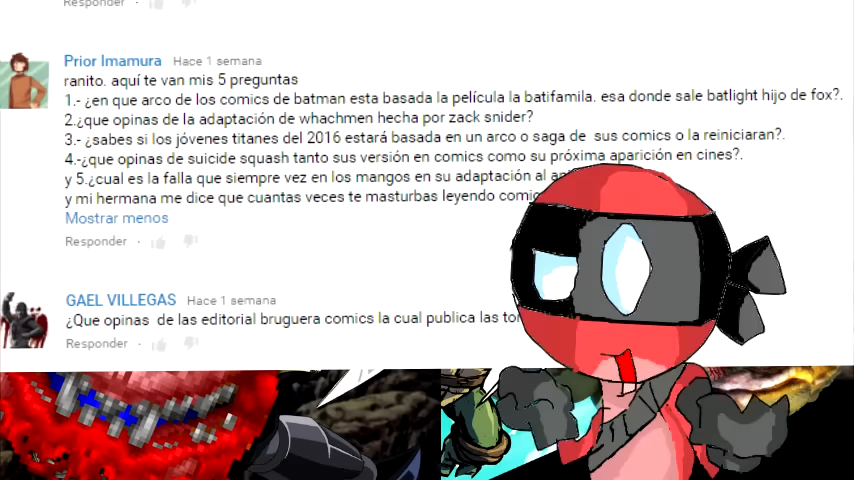 Responder ·
Prior Imamura Hace 1 semana
ranito. aquí te van mis 5 preguntas
1.- ¿en que arco de los comics de batman esta basada la película la batifamila. esa donde sale batlight hijo de fox?.
2.¿que opinas de la adaptación de whachmen hecha por zack snider?
3.- ¿sabes si los jóvenes titanes del 2016 estará basada en un arco o saga de sus comics o la reiniciaran?.
4.-¿que opinas de suicide squash tanto sus versión en comics como su próxima aparición en cines?.
y 5.¿cual es la falla que siempre vez en los mangos en su adaptación al
y mi hermana me dice que cuantas veces te masturbas leyendo
Mostrar menos
Responder ·
GAEL VILLEGAS Hace 1 semana
¿Que opinas de las editorial bruguera comics la cual publica las
Responder ·